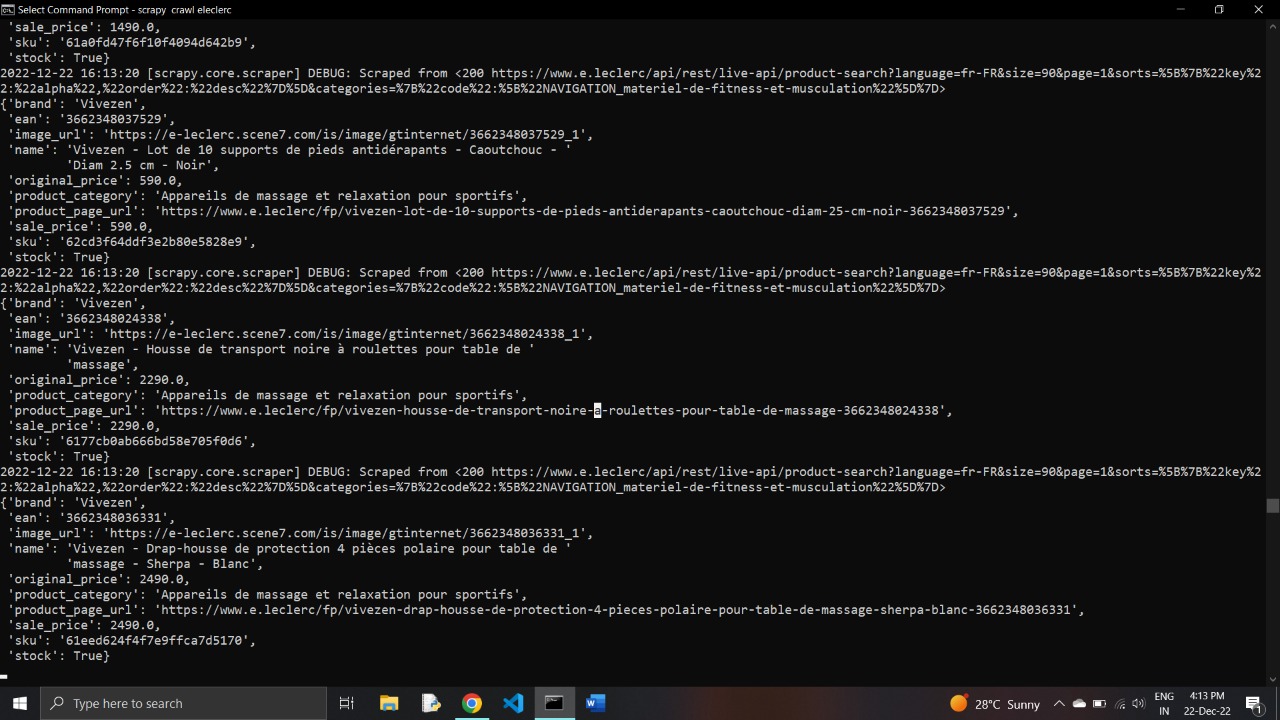 Select Command Prompt - scrapy  crawl eleclerc
 'sale_price': 1490.0,
 'sku': '61a0fd47f6f10f4094d642b9',
 'stock': True}
2022-12-22 16:13:20 [scrapy.core.scraper] DEBUG: Scraped from <200 https://www.e.leclerc/api/rest/live-api/product-search?language=fr-FR&size=90&page=1&sorts=%5B%7B%22key%2
2:%22alpha%22,%22order%22:%22desc%22%7D%5D&categories=%7B%22code%22:%5B%22NAVIGATION_materiel-de-fitness-et-musculation%22%5D%7D>
{'brand': 'Vivezen',
 'ean': '3662348037529',
 'image_url': 'https://e-leclerc.scene7.com/is/image/gtinternet/3662348037529_1',
 'name': 'Vivezen - Lot de 10 supports de pieds antidérapants - Caoutchouc - '
         'Diam 2.5 cm - Noir',
 'original_price': 590.0,
 'product_category': 'Appareils de massage et relaxation pour sportifs',
 'product_page_url': 'https://www.e.leclerc/fp/vivezen-lot-de-10-supports-de-pieds-antiderapants-caoutchouc-diam-25-cm-noir-3662348037529',
 'sale_price': 590.0,
 'sku': '62cd3f64ddf3e2b80e5828e9',
 'stock': True}
2022-12-22 16:13:20 [scrapy.core.scraper] DEBUG: Scraped from <200 https://www.e.leclerc/api/rest/live-api/product-search?language=fr-FR&size=90&page=1&sorts=%5B%7B%22key%2
2:%22alpha%22,%22order%22:%22desc%22%7D%5D&categories=%7B%22code%22:%5B%22NAVIGATION_materiel-de-fitness-et-musculation%22%5D%7D>
{'brand': 'Vivezen',
 'ean': '3662348024338',
 'image_url': 'https://e-leclerc.scene7.com/is/image/gtinternet/3662348024338_1',
 'name': 'Vivezen - Housse de transport noire à roulettes pour table de '
         'massage',
 'original_price': 2290.0,
 'product_category': 'Appareils de massage et relaxation pour sportifs',
 'product_page_url': 'https://www.e.leclerc/fp/vivezen-housse-de-transport-noire-a-roulettes-pour-table-de-massage-3662348024338',
 'sale_price': 2290.0,
 'sku': '6177cb0ab666bd58e705f0d6',
 'stock': True}
2022-12-22 16:13:20 [scrapy.core.scraper] DEBUG: Scraped from <200 https://www.e.leclerc/api/rest/live-api/product-search?language=fr-FR&size=90&page=1&sorts=%5B%7B%22key%2
2:%22alpha%22,%22order%22:%22desc%22%7D%5D&categories=%7B%22code%22:%5B%22NAVIGATION_materiel-de-fitness-et-musculation%22%5D%7D>
{'brand': 'Vivezen',
 'ean': '3662348036331',
 'image_url': 'https://e-leclerc.scene7.com/is/image/gtinternet/3662348036331_1',
 'name': 'Vivezen - Drap-housse de protection 4 pièces polaire pour table de '
         'massage - Sherpa - Blanc',
 'original_price': 2490.0,
 'product_category': 'Appareils de massage et relaxation pour sportifs',
 'product_page_url': 'https://www.e.leclerc/fp/vivezen-drap-housse-de-protection-4-pieces-polaire-pour-table-de-massage-sherpa-blanc-3662348036331',
 'sale_price': 2490.0,
 'sku': '61eed624f4f7e9ffca7d5170',
 'stock': True}
Type here to search
28°C Sunny
ENG
IN
4:13 PM
22-Dec-22
1